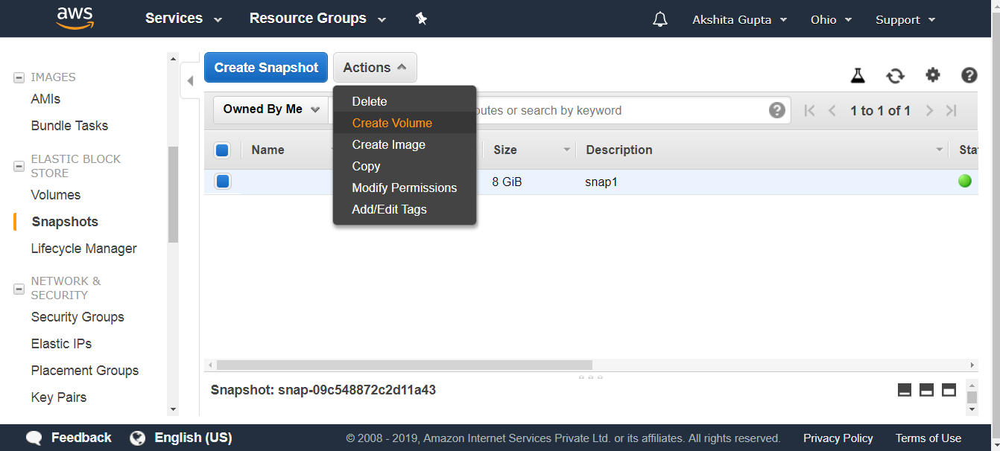 aws Services Resource Groups Akshita Gupta Ohio Support
IMAGES
AMIs
Bundle Tasks
ELASTIC BLOCK
STORE
Volumes
Snapshots
Lifecycle Manager
NETWORK &
SECURITY
Security Groups
Elastic IPs
Placement Groups
Key Pairs
Create Snapshot Actions
Delete
Create Volume
Create Image
Copy
Modify Permissions
Add/Edit Tags
Owned By Me or search by keyword 1 to 1 of 1
Name Size Description
8 GiB snap1
Snapshot: snap-09c548872c2d11a43
Feedback English (US) © 2008 - 2019, Amazon Internet Services Private Ltd. or its affiliates. All rights reserved. Privacy Policy Terms of Use